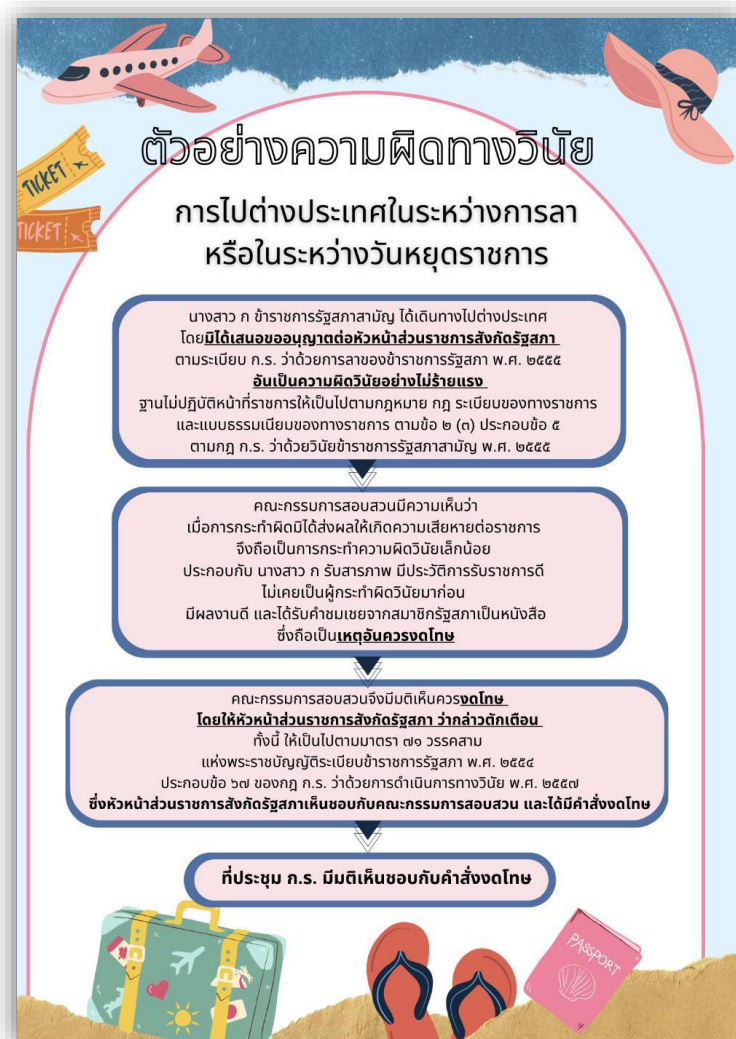 TICKET
TICKET
ตัวอย่างความผิดทางวินัย
การไปต่างประเทศในระหว่างการลา
หรือในระหว่างวันหยุดราชการ
นางสาว ก ข้าราชการรัฐสภาสามัญ ได้เดินทางไปต่างประเทศ
โดยมิได้เสนอขออนุญาตต่อหัวหน้าส่วนราชการสังกัดรัฐสภา
ตามระเบียบ ก.ร. ว่าด้วยการลาของข้าราชการรัฐสภา พ.ศ. ๒๕๕๕
อันเป็นความผิดวินัยอย่างไม่ร้ายแรง
ฐานไม่ปฏิบัติหน้าที่ราชการให้เป็นไปตามกฎหมาย กฎ ระเบียบของทางราชการ
และแบบธรรมเนียมของทางราชการ ตามข้อ ๒ (๓) ประกอบข้อ ๕
ตามกฎ ก.ร. ว่าด้วยวินัยข้าราชการรัฐสภาสามัญ พ.ศ. ๒๕๕๕
คณะกรรมการสอบสวนมีความเห็นว่า
เมื่อการกระทำผิดมิได้ส่งผลให้เกิดความเสียหายต่อราชการ
จึงถือเป็นการกระทำความผิดวินัยเล็กน้อย
ประกอบกับ นางสาว ก รับสารภาพ มีประวัติการรับราชการดี
ไม่เคยเป็นผู้กระทำผิดวินัยมาก่อน
มีผลงานดี และได้รับคำชมเชยจากสมาชิกรัฐสภาเป็นหนังสือ
ซึ่งถือเป็นเหตุอันควรงดโทษ
คณะกรรมการสอบสวนจึงมีมติเห็นควรงดโทษ
โดยให้หัวหน้าส่วนราชการสังกัดรัฐสภา ว่ากล่าวตักเตือน
ทั้งนี้ ให้เป็นไปตามมาตรา ๗๑ วรรคสาม
แห่งพระราชบัญญัติระเบียบข้าราชการรัฐสภา พ.ศ. ๒๕๕๔
ประกอบข้อ ๖๗ ของกฎ ก.ร. ว่าด้วยการดำเนินการทางวินัย พ.ศ. ๒๕๕๗
ซึ่งหัวหน้าส่วนราชการสังกัดรัฐสภาเห็นชอบกับคณะกรรมการสอบสวน และได้มีคำสั่งงดโทษ
ที่ประชุม ก.ร. มีมติเห็นชอบกับคำสั่งงดโทษ
PASSPORT